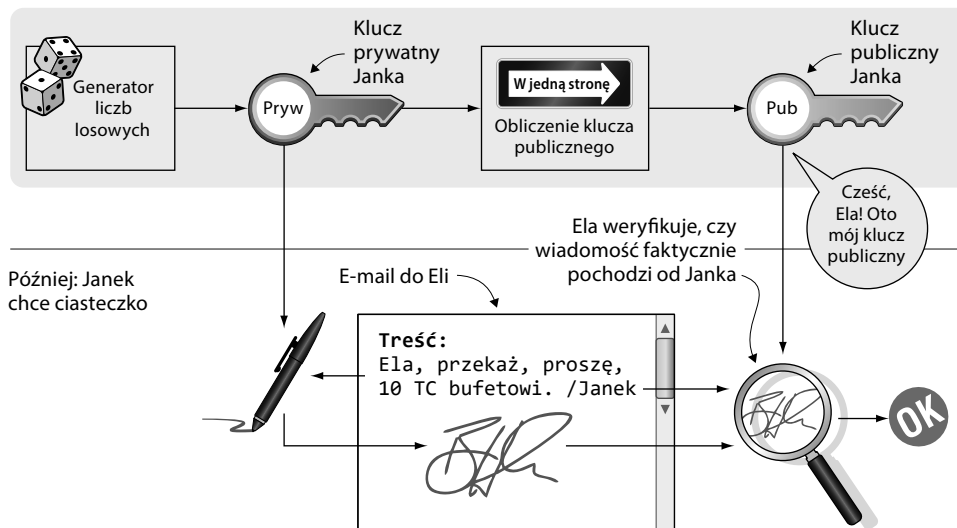 Generator
liczb
losowych
Klucz
prywatny
Janka
Pryw
W jedną stronę
Obliczenie klucza
publicznego
Klucz
publiczny
Janka
Pub
Cześć,
Ela! Oto
mój klucz
publiczny
Ela weryfikuje, czy
wiadomość faktycznie
pochodzi od Janka
Później: Janek
chce ciasteczko
E-mail do Eli
Treść:
Ela, przekaż, proszę,
10 TC bufetowi. /Janek
OK